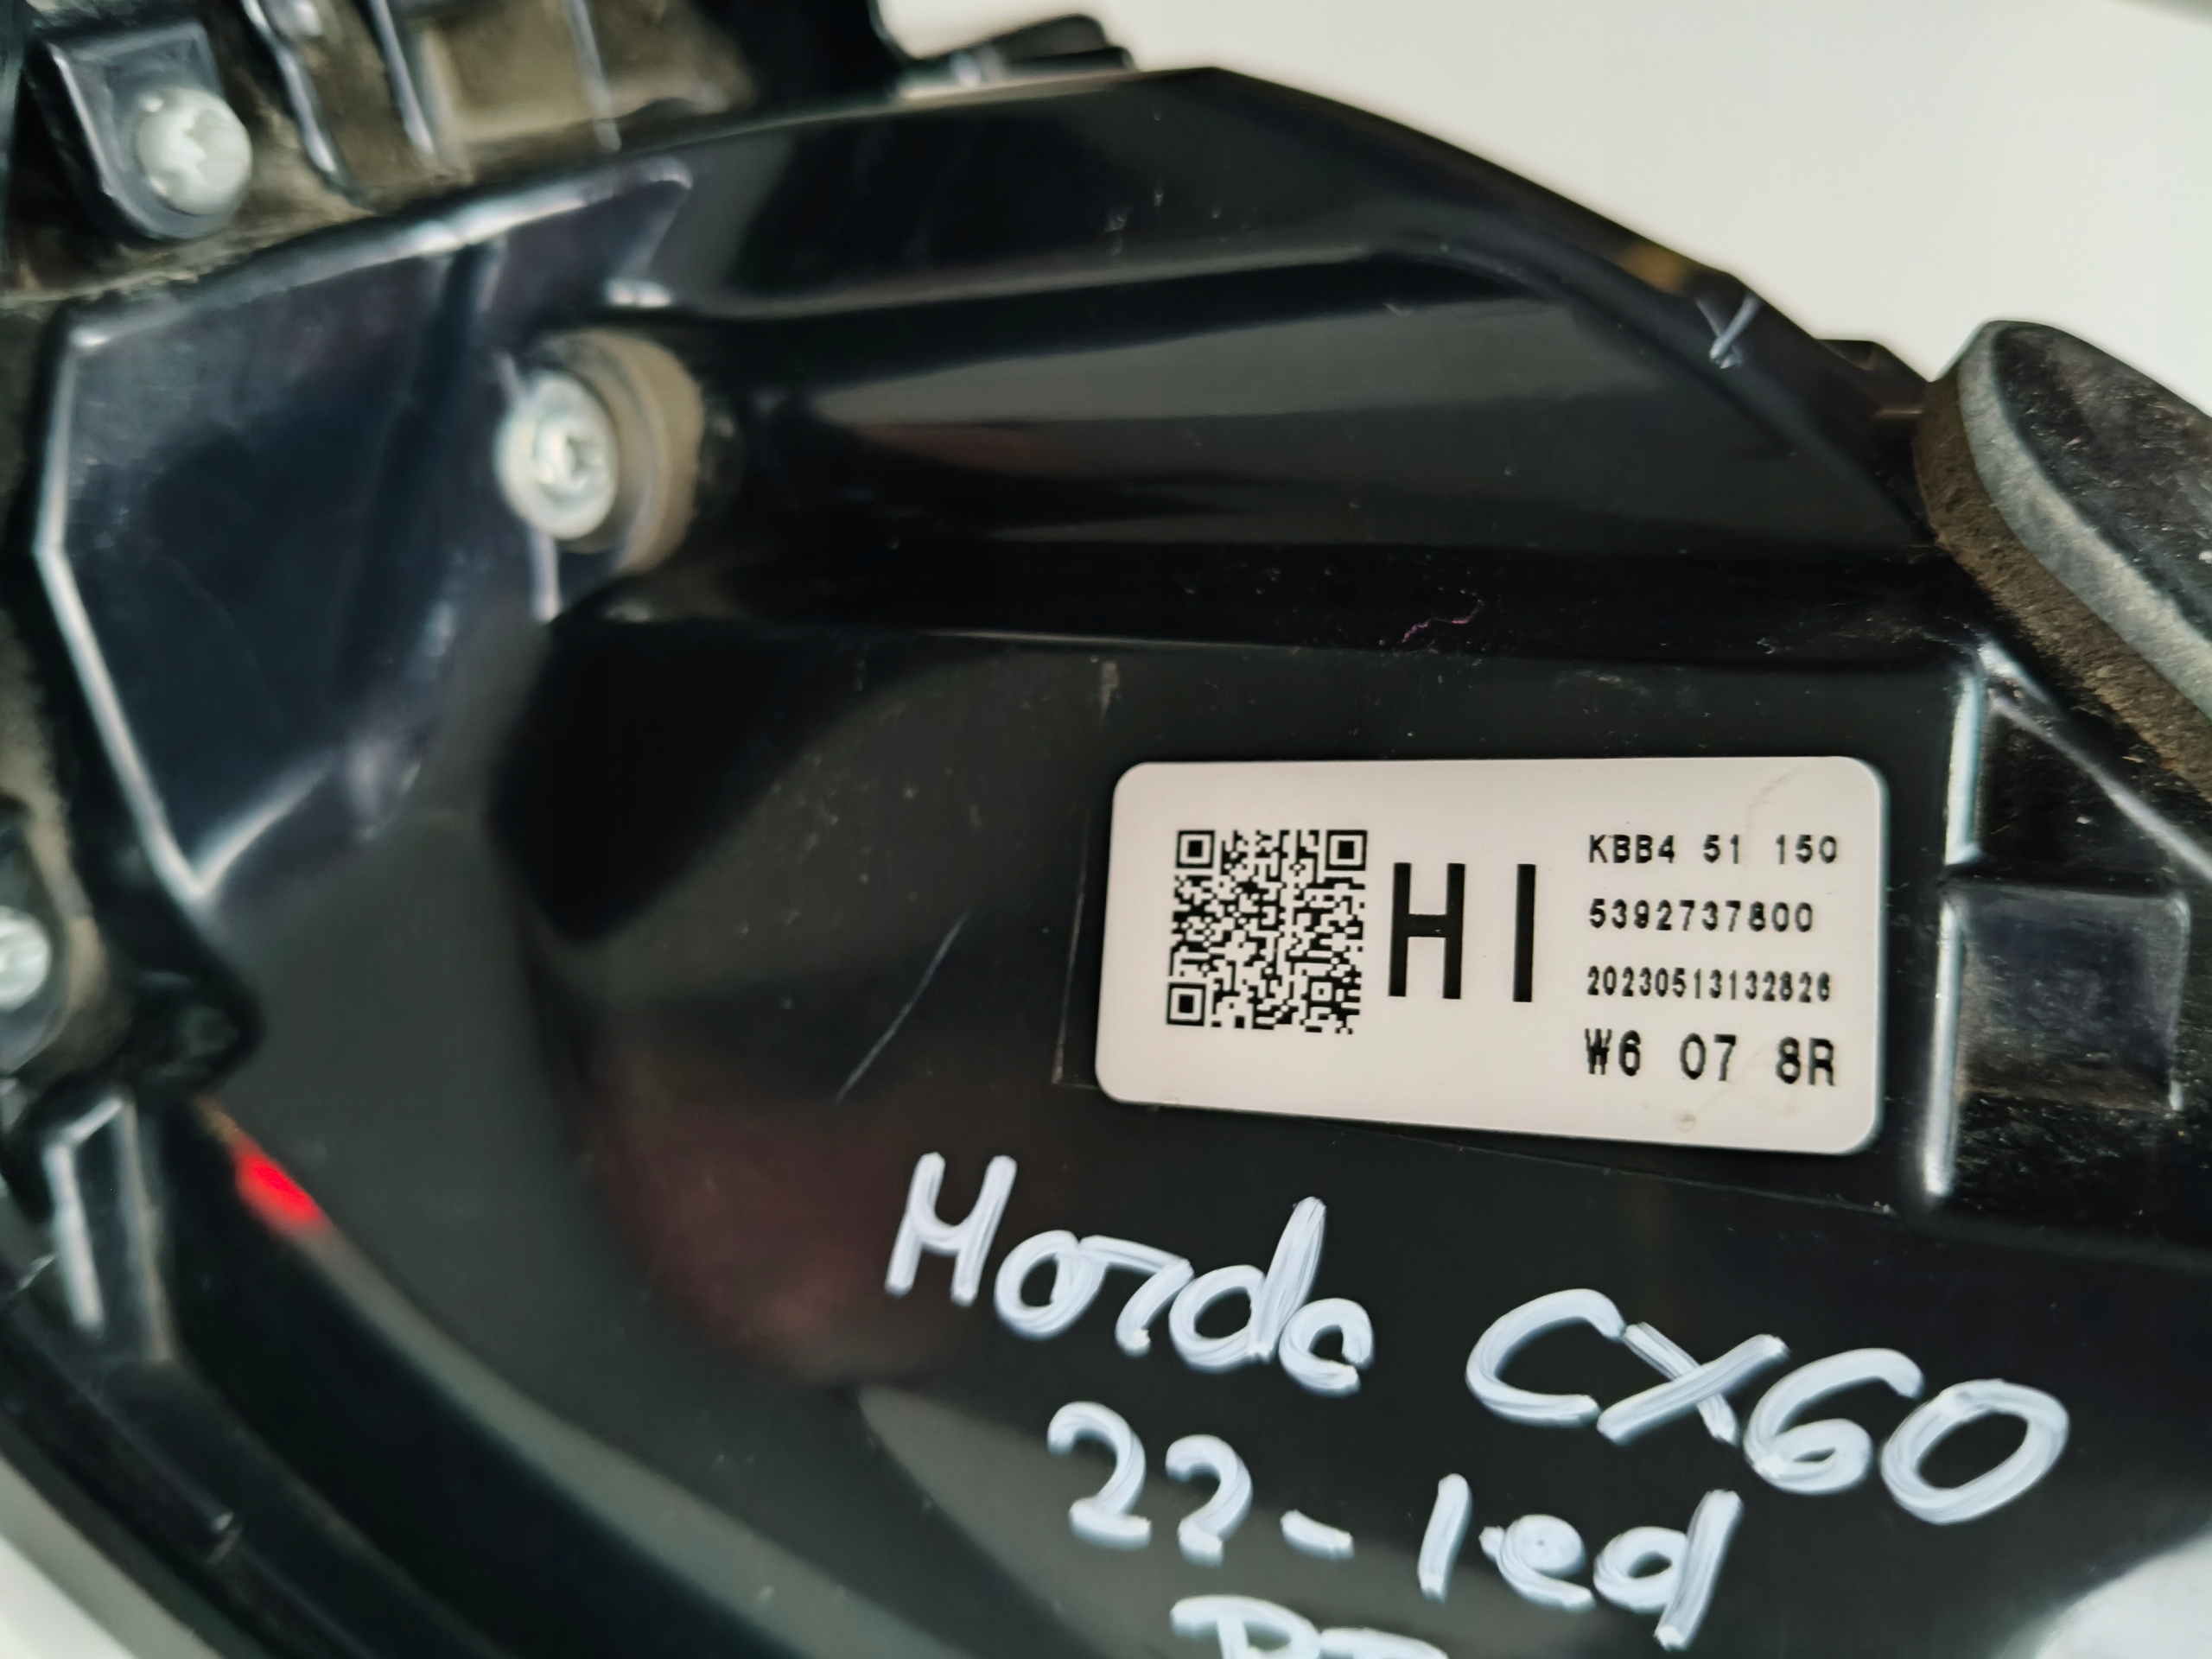 HI
KBB4 51 150
5392737800
20230513132826
W6 07 8R
Mazda CX60
22-led